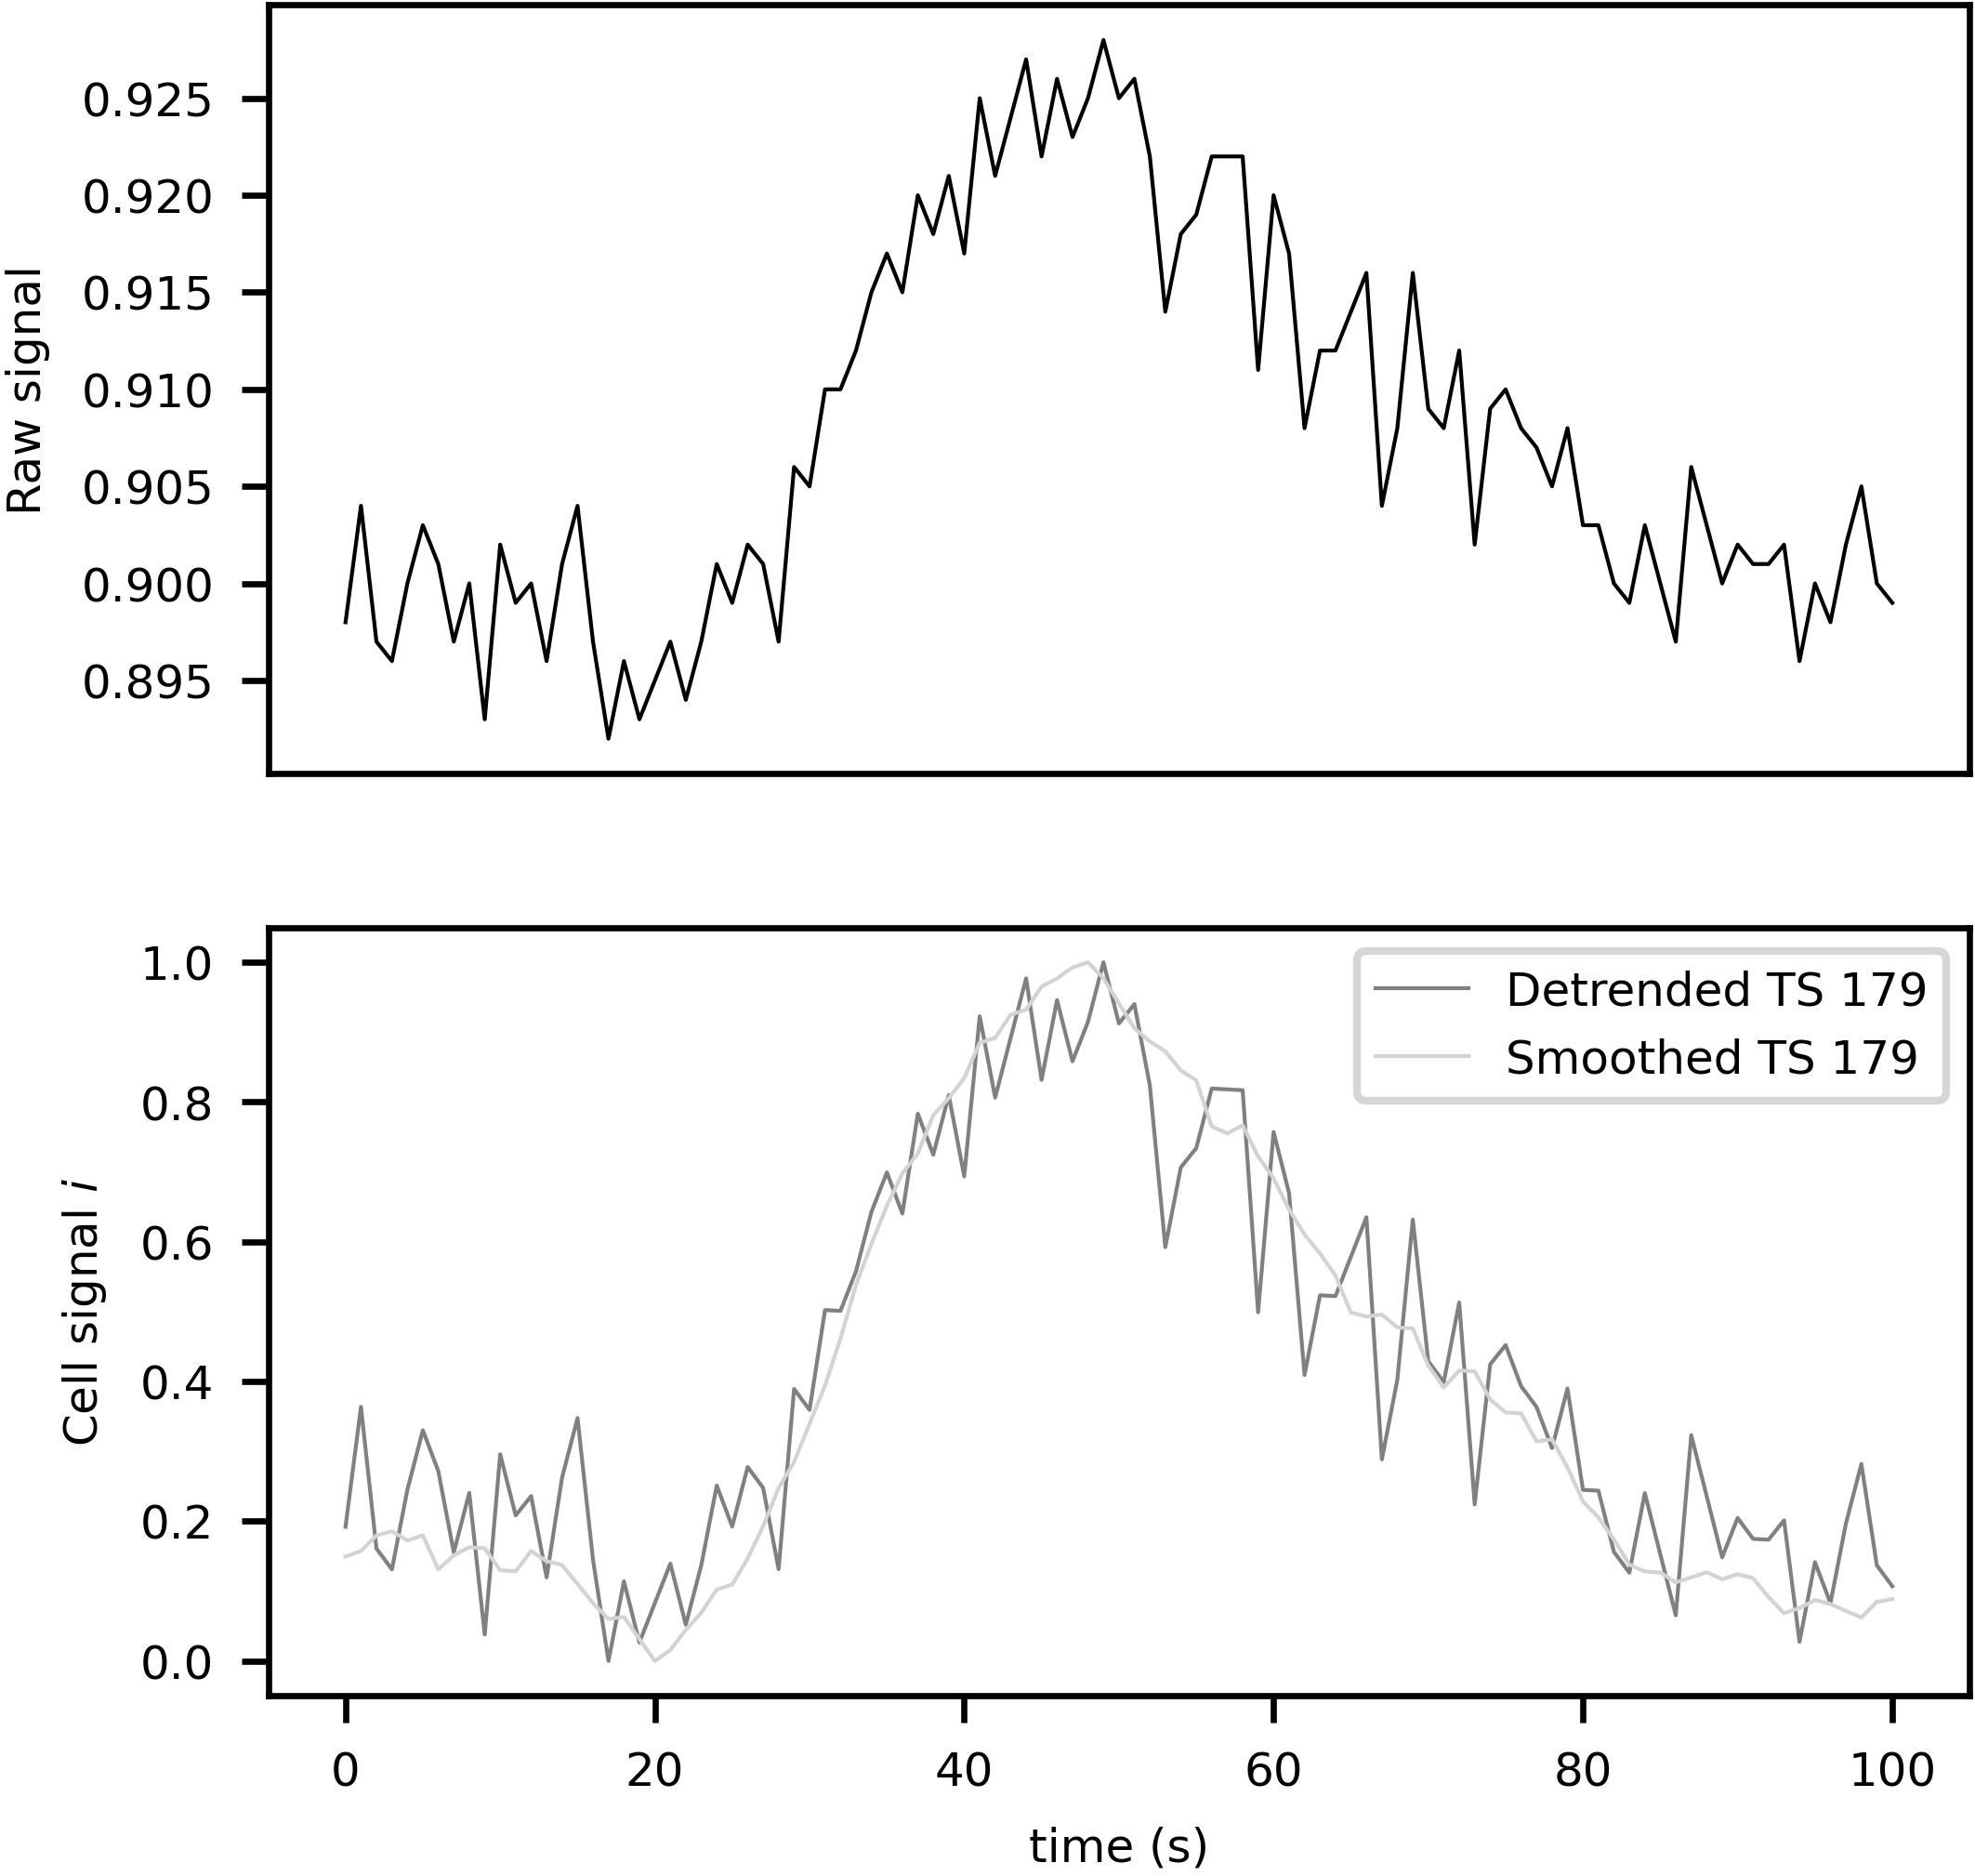 Raw signal
0.925
0.920
0.915
0.910
0.905
0.900
0.895
Cell signal i
1.0
0.8
0.6
0.4
0.2
0.0
Detrended TS 179
Smoothed TS 179
0 20 40 60 80 100
time (s)